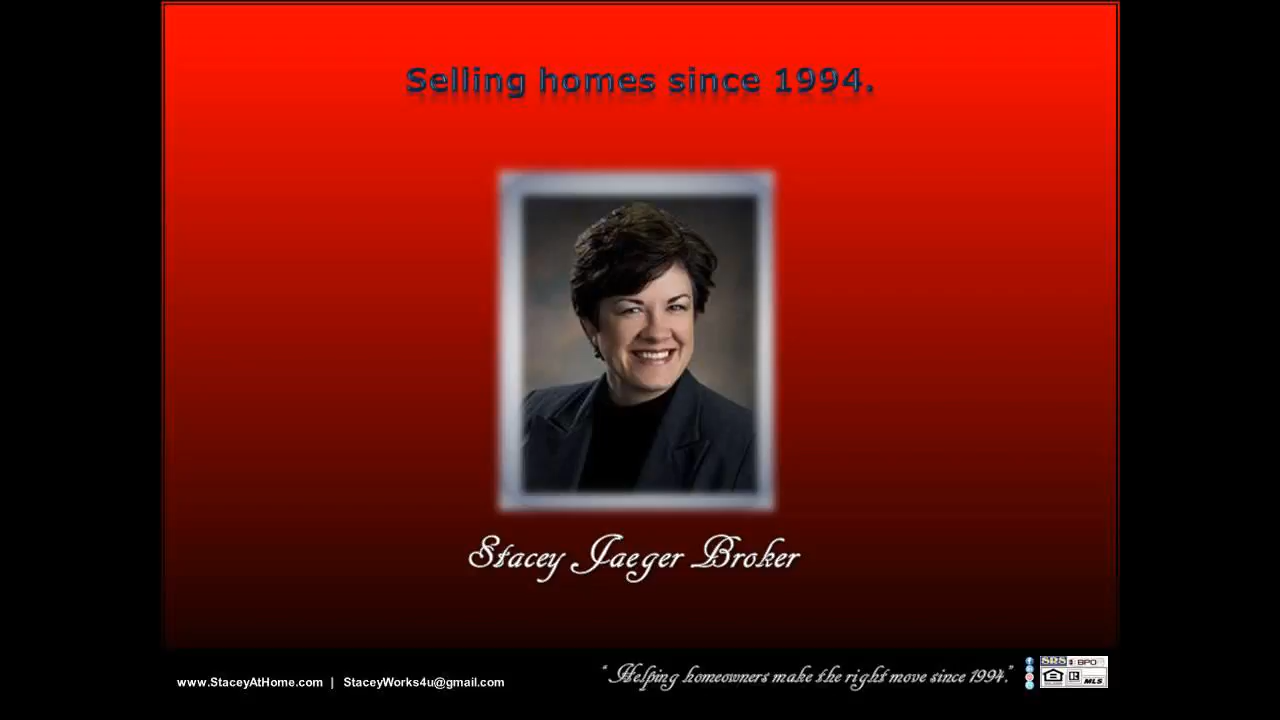 Selling homes since 1994.
Stacey Jaeger Broker
www.StaceyAtHome.com | StaceyWorks4u@gmail.com
“Helping homeowners make the right move since 1994.”
SRS BPO
R MLS